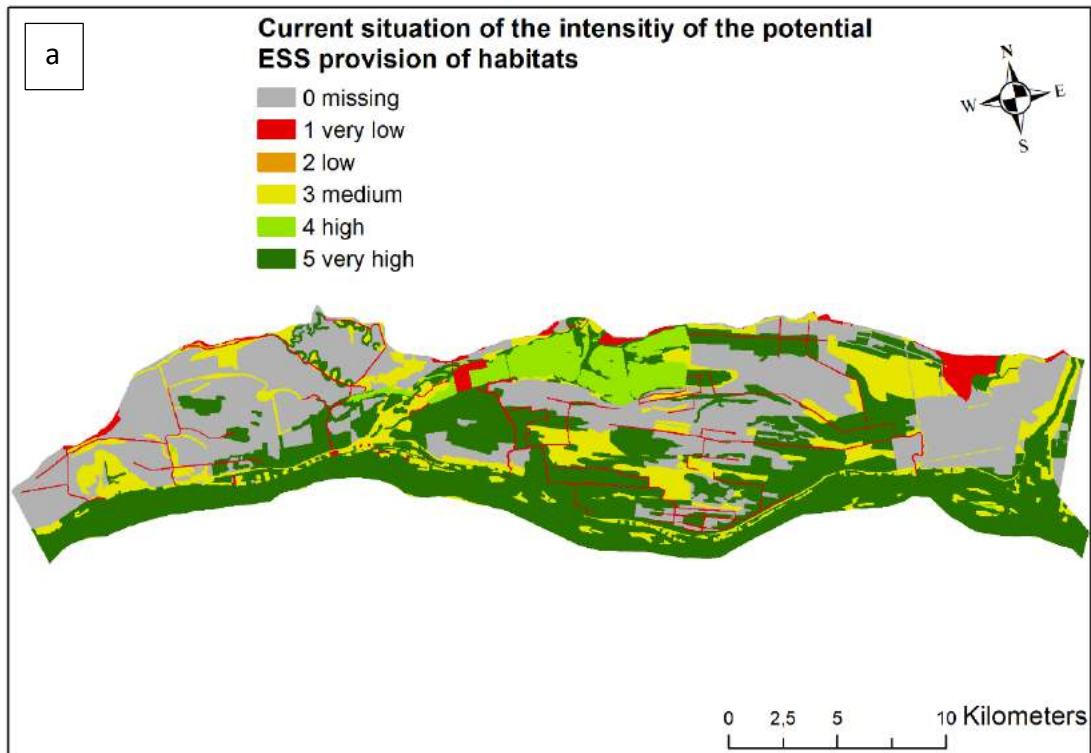 a
Current situation of the intensitiy of the potential
ESS provision of habitats
0 missing
1 very low
2 low
3 medium
4 high
5 very high
N
W
E
S
0 2,5 5 10 Kilometers